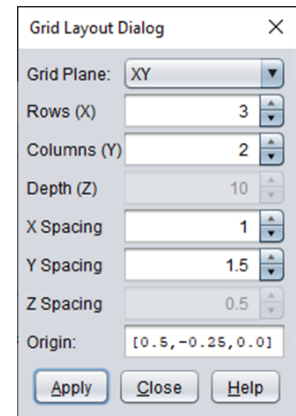 Grid Layout Dialog
Grid Plane: XY
Rows (X) 3
Columns (Y) 2
Depth (Z) 10
X Spacing 1
Y Spacing 1.5
Z Spacing 0.5
Origin: [0.5,-0.25,0.0]
Apply Close Help